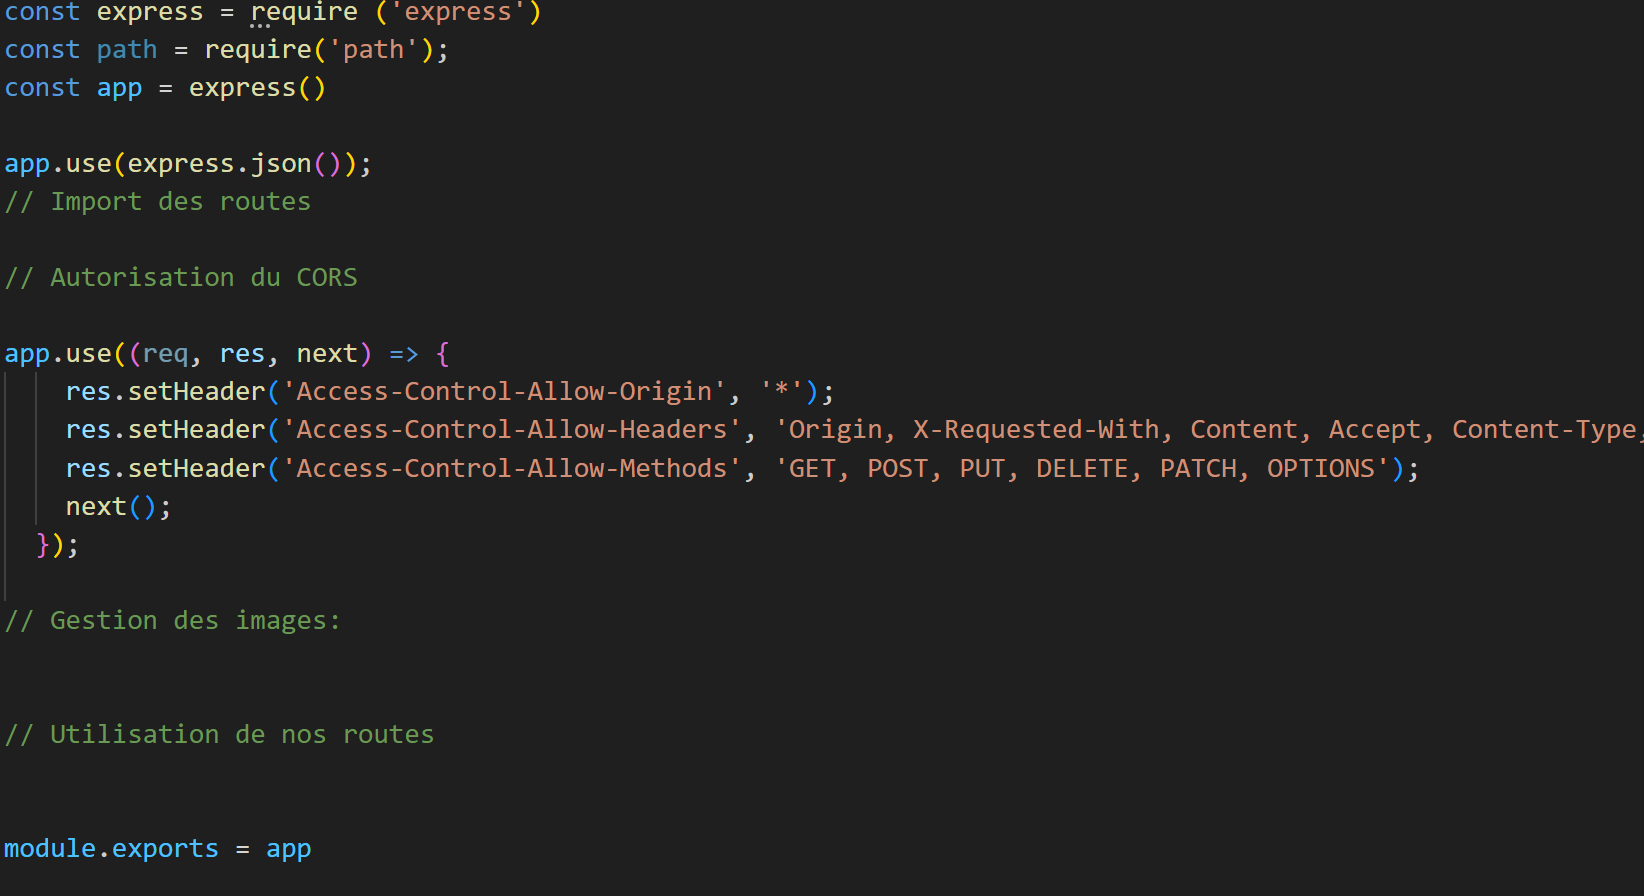 const express = require ('express')
const path = require('path');
const app = express()
app.use(express.json());
// Import des routes
// Autorisation du CORS
app.use((req, res, next) => {
res.setHeader('Access-Control-Allow-Origin', '*');
res.setHeader('Access-Control-Allow-Headers', 'Origin, X-Requested-With, Content, Accept, Content-Type,
res.setHeader('Access-Control-Allow-Methods', 'GET, POST, PUT, DELETE, PATCH, OPTIONS');
next();
});
// Gestion des images:
// Utilisation de nos routes
module.exports = app